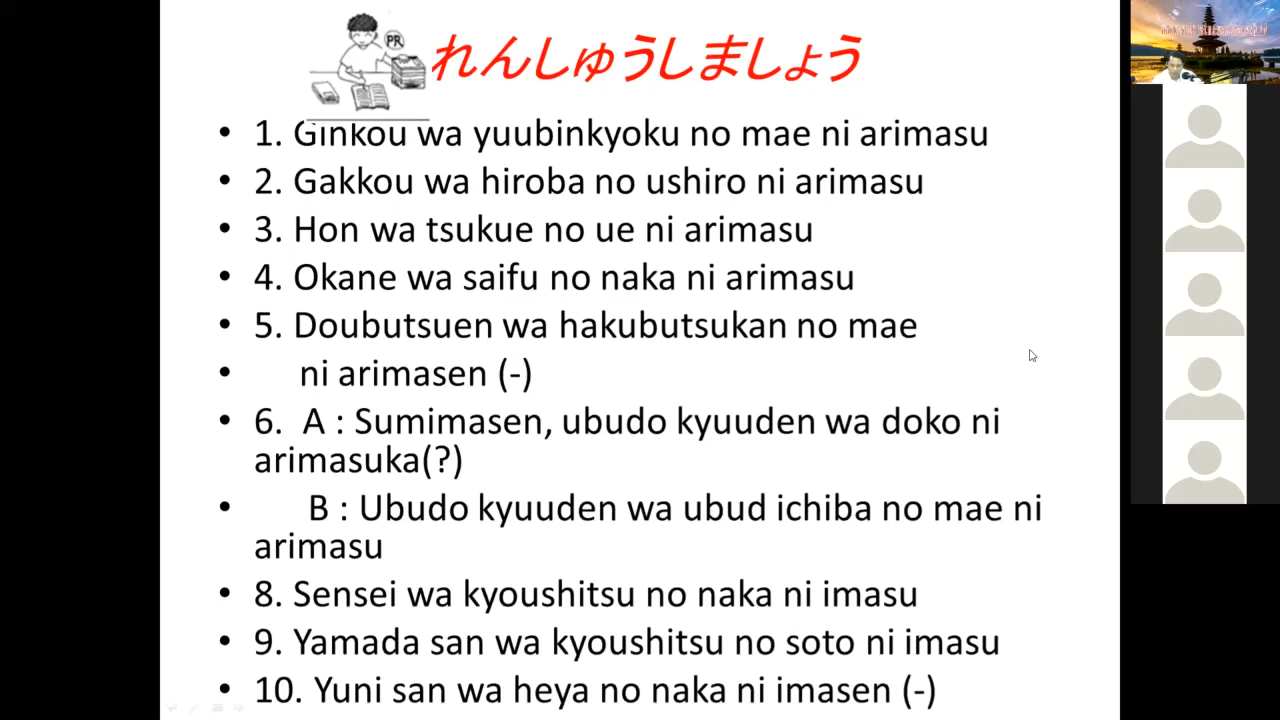 PR
れんしゅうしましょう
• 1. Ginkou wa yuubinkyoku no mae ni arimasu
• 2. Gakkou wa hiroba no ushiro ni arimasu
• 3. Hon wa tsukue no ue ni arimasu
• 4. Okane wa saifu no naka ni arimasu
• 5. Doubutsuen wa hakubutsukan no mae
• ni arimasen (-)
• 6. A : Sumimasen, ubudo kyuuden wa doko ni
arimasuka(?)
• B : Ubudo kyuuden wa ubud ichiba no mae ni
arimasu
• 8. Sensei wa kyoushitsu no naka ni imasu
• 9. Yamada san wa kyoushitsu no soto ni imasu
• 10. Yuni san wa heya no naka ni imasen (-)